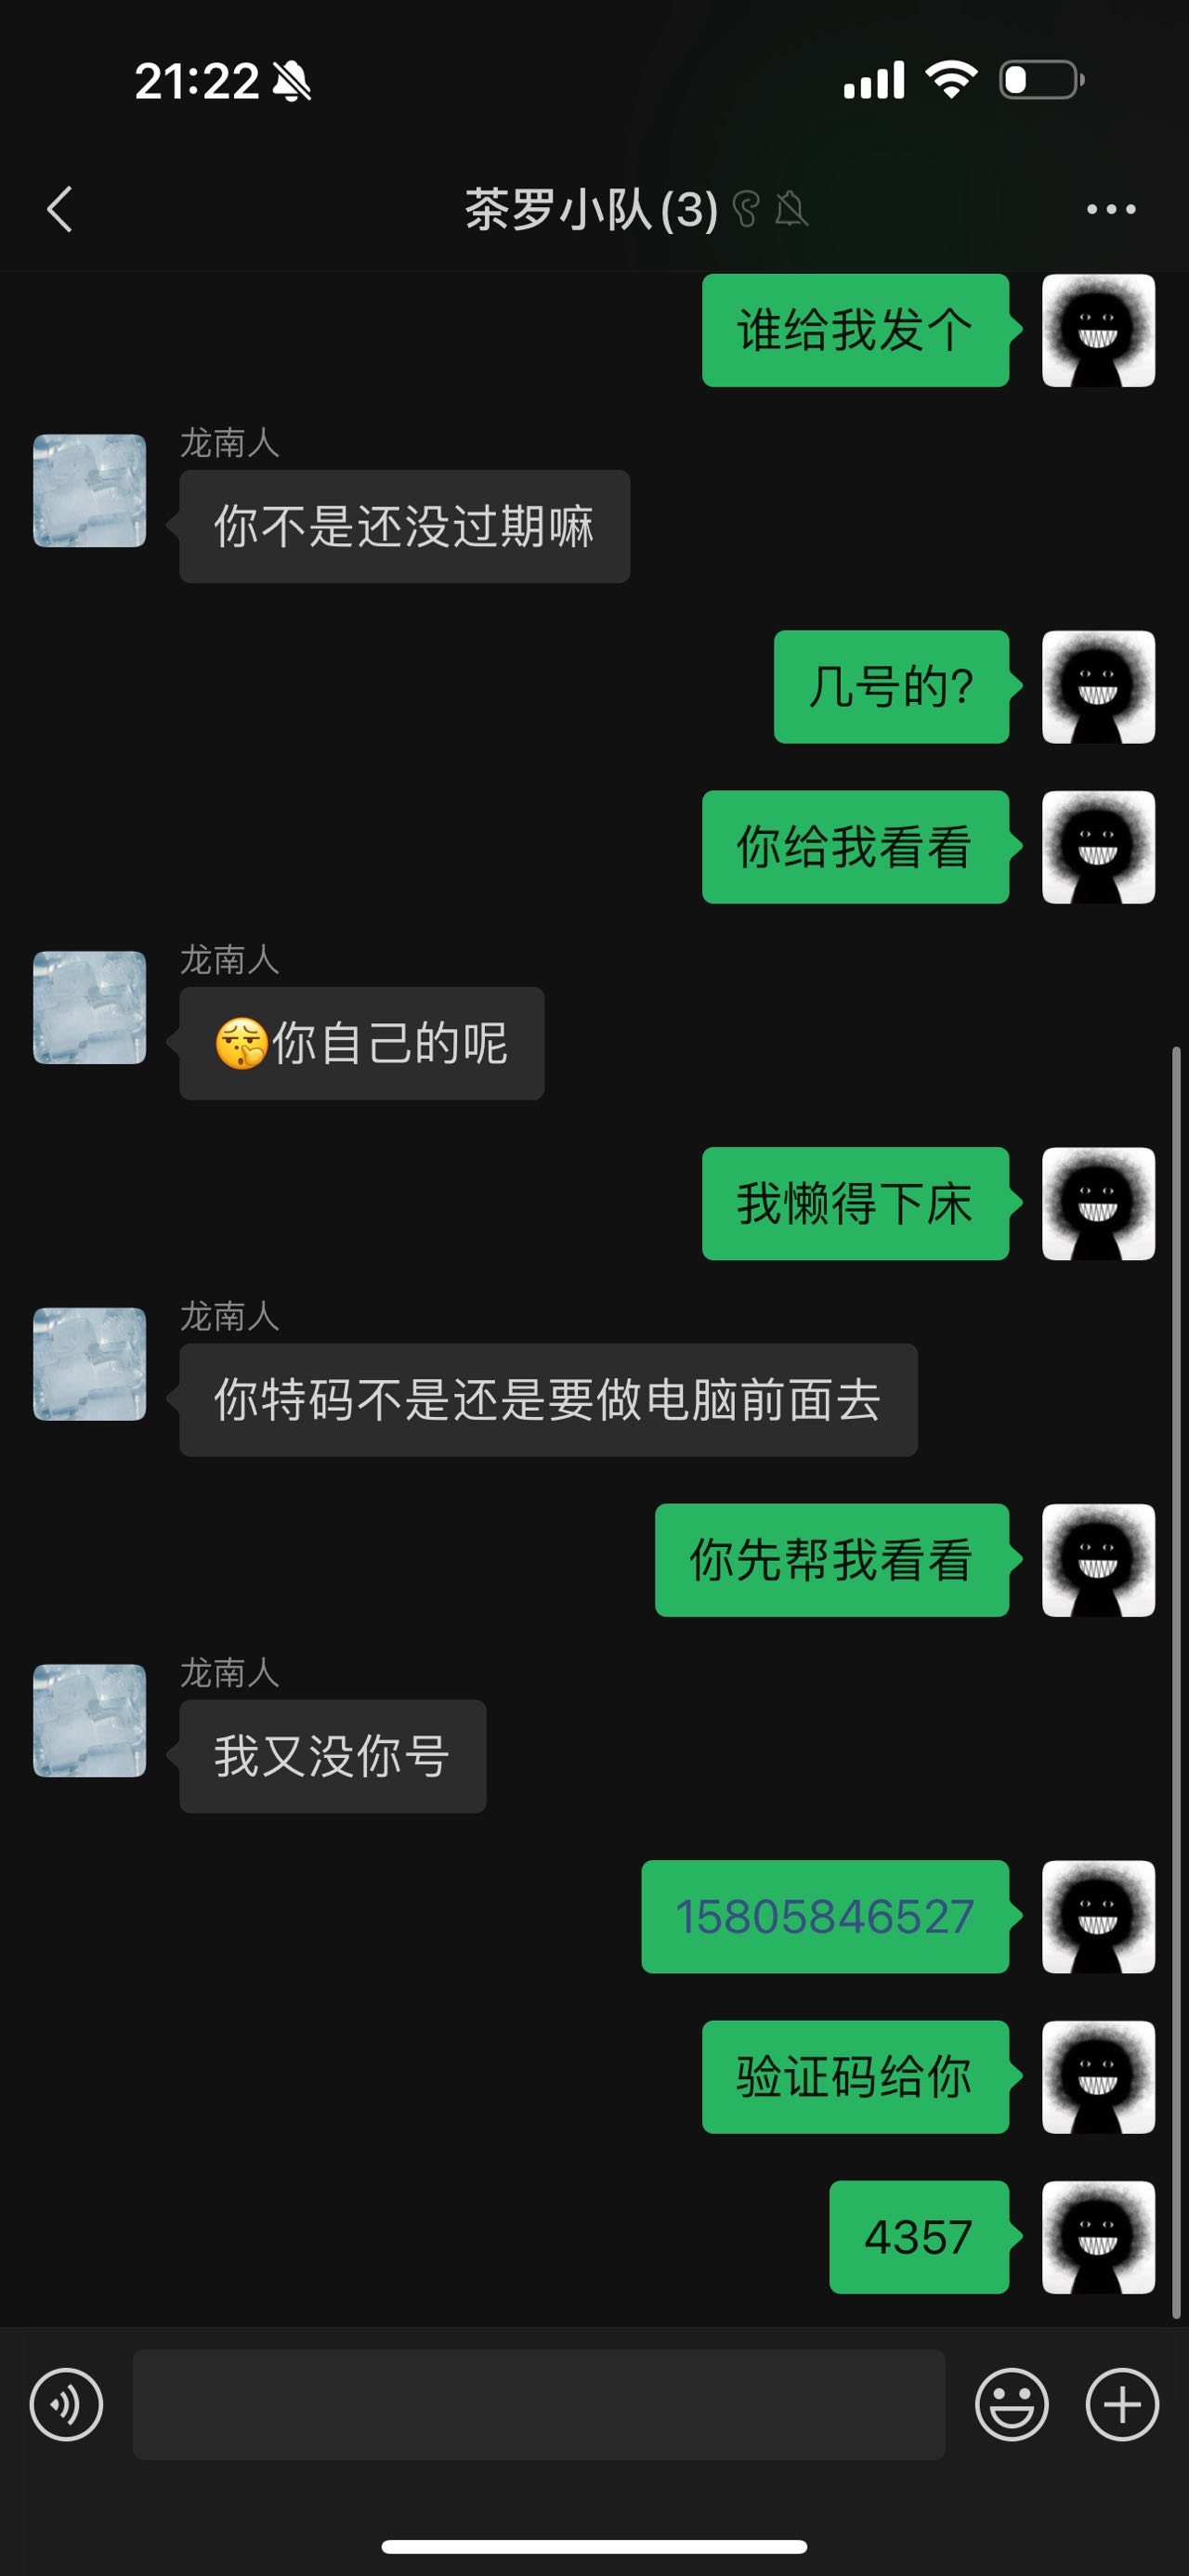 21:22
茶罗小队(3)
谁给我发个
龙南人
你不是还没过期嘛
几号的?
你给我看看
龙南人
你自己的呢
我懒得下床
龙南人
你特码不是还是要做电脑前面去
你先帮我看看
龙南人
我又没你号
15805846527
验证码给你
4357